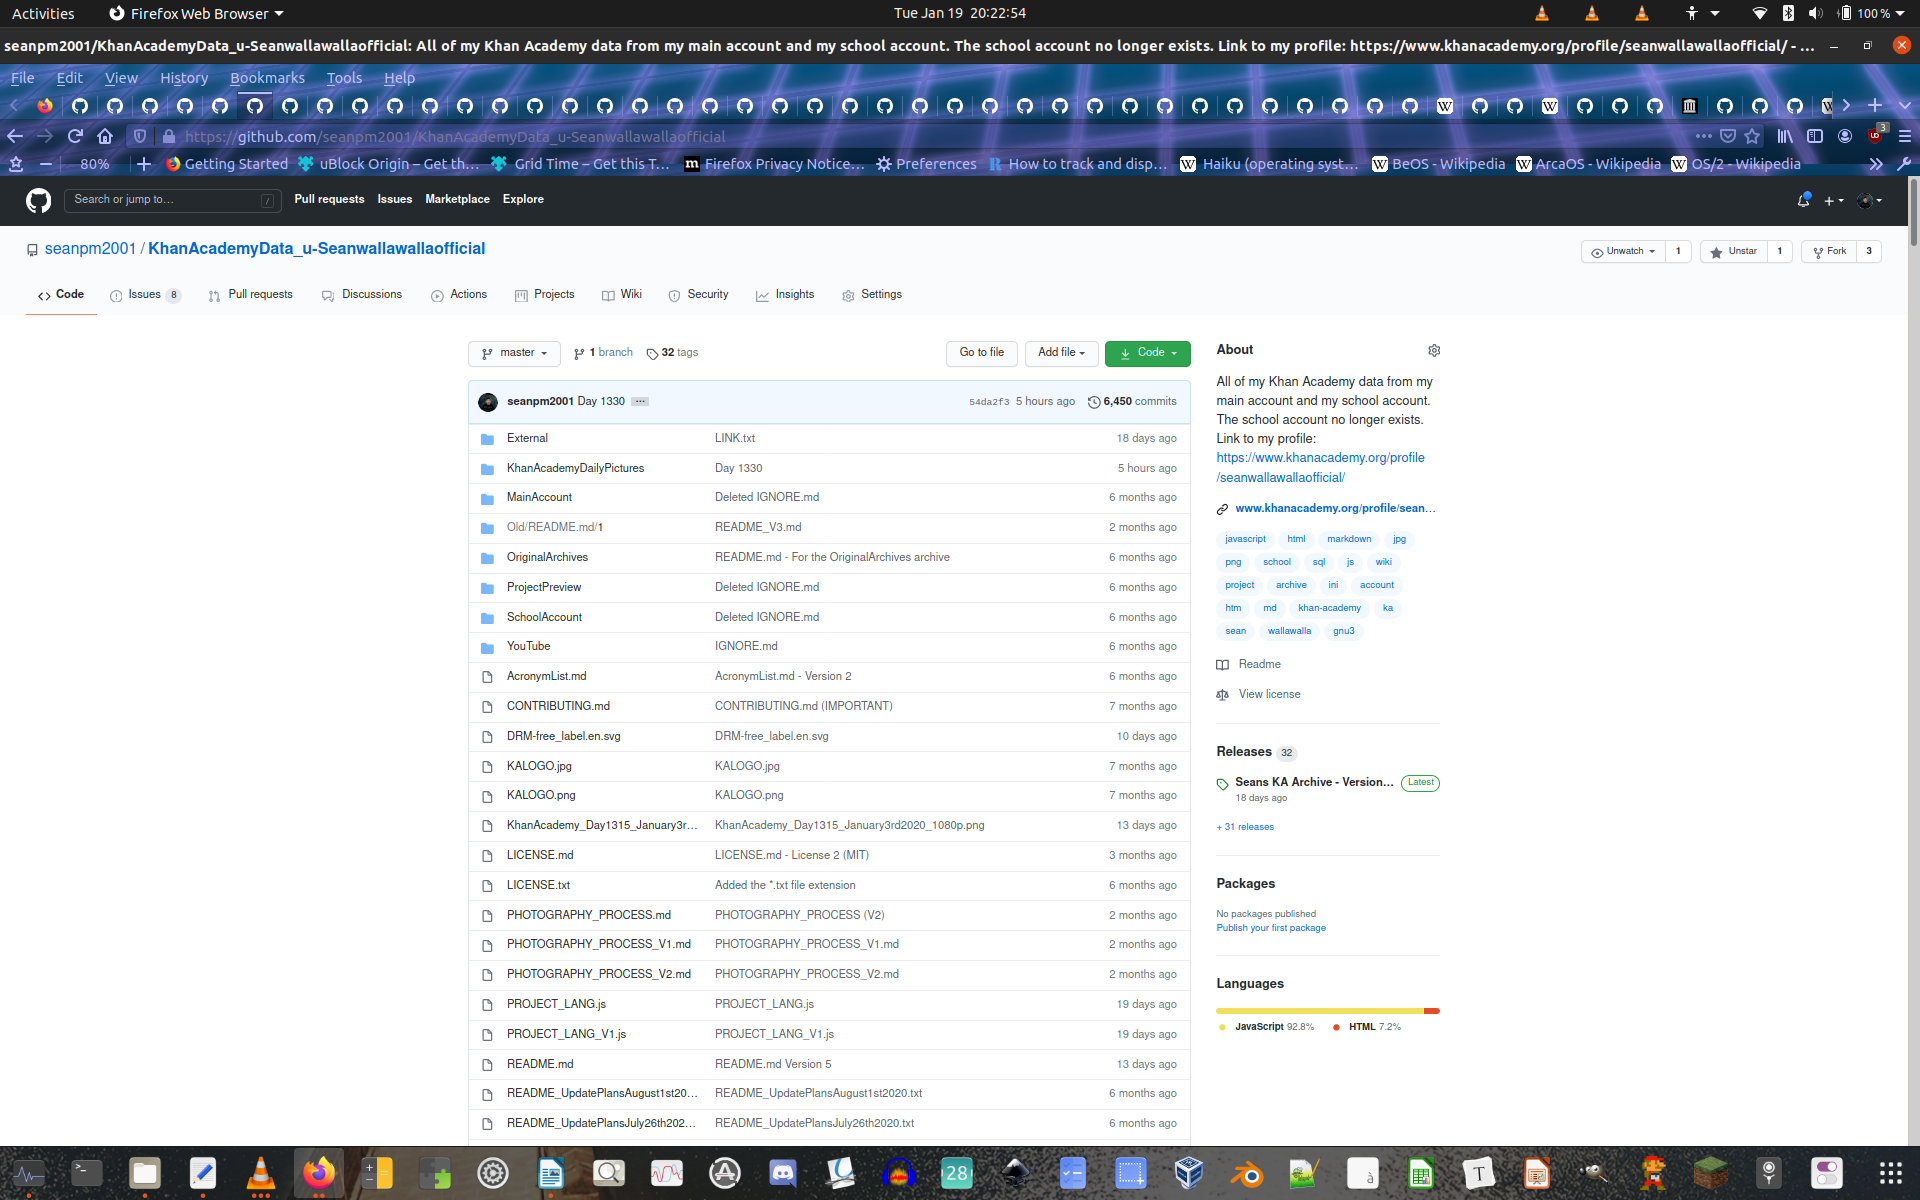 Activities
Firefox Web Browser
Tue Jan 19 20:22:54
100 %
seanpm2001/KhanAcademyData_u-Seanwallawallaofficial: All of my Khan Academy data from my main account and my school account. The school account no longer exists. Link to my profile: https://www.khanacademy.org/profile/seanwallawallaofficial/ - ...
File Edit View History Bookmarks Tools Help
https://github.com/seanpm2001/KhanAcademyData_u-Seanwallawallaofficial
3
80%
Getting Started
uBlock Origin – Get th…
Grid Time – Get this T…
Firefox Privacy Notice…
Preferences
How to track and disp…
Haiku (operating syst…
BeOS - Wikipedia
ArcaOS - Wikipedia
OS/2 - Wikipedia
Search or jump to…
/
Pull requests Issues Marketplace Explore
seanpm2001 / KhanAcademyData_u-Seanwallawallaofficial
Unwatch 1
Unstar 1
Fork 3
Code
Issues 8
Pull requests
Discussions
Actions
Projects
Wiki
Security
Insights
Settings
master
1 branch
32 tags
Go to file
Add file
Code
seanpm2001 Day 1330 ...
54da2f3 5 hours ago
6,450 commits
External LINK.txt 18 days ago
KhanAcademyDailyPictures Day 1330 5 hours ago
MainAccount Deleted IGNORE.md 6 months ago
Old/README.md/1 README_V3.md 2 months ago
OriginalArchives README.md - For the OriginalArchives archive 6 months ago
ProjectPreview Deleted IGNORE.md 6 months ago
SchoolAccount Deleted IGNORE.md 6 months ago
YouTube IGNORE.md 6 months ago
AcronymList.md AcronymList.md - Version 2 6 months ago
CONTRIBUTING.md CONTRIBUTING.md (IMPORTANT) 7 months ago
DRM-free_label.en.svg DRM-free_label.en.svg 10 days ago
KALOGO.jpg KALOGO.jpg 7 months ago
KALOGO.png KALOGO.png 7 months ago
KhanAcademy_Day1315_January3r… KhanAcademy_Day1315_January3rd2020_1080p.png 13 days ago
LICENSE.md LICENSE.md - License 2 (MIT) 3 months ago
LICENSE.txt Added the *.txt file extension 6 months ago
PHOTOGRAPHY_PROCESS.md PHOTOGRAPHY_PROCESS (V2) 2 months ago
PHOTOGRAPHY_PROCESS_V1.md PHOTOGRAPHY_PROCESS_V1.md 2 months ago
PHOTOGRAPHY_PROCESS_V2.md PHOTOGRAPHY_PROCESS_V2.md 2 months ago
PROJECT_LANG.js PROJECT_LANG.js 19 days ago
PROJECT_LANG_V1.js PROJECT_LANG_V1.js 19 days ago
README.md README.md Version 5 13 days ago
README_UpdatePlansAugust1st20… README_UpdatePlansAugust1st2020.txt 6 months ago
README_UpdatePlansJuly26th202… README_UpdatePlansJuly26th2020.txt 6 months ago
About
All of my Khan Academy data from my
main account and my school account.
The school account no longer exists.
Link to my profile:
https://www.khanacademy.org/profile
/seanwallawallaofficial/
www.khanacademy.org/profile/sean…
javascript html markdown jpg
png school sql js wiki
project archive ini account
htm md khan-academy ka
sean wallawalla gnu3
Readme
View license
Releases 32
Seans KA Archive - Version… Latest
18 days ago
+ 31 releases
Packages
No packages published
Publish your first package
Languages
JavaScript 92.8% HTML 7.2%
28